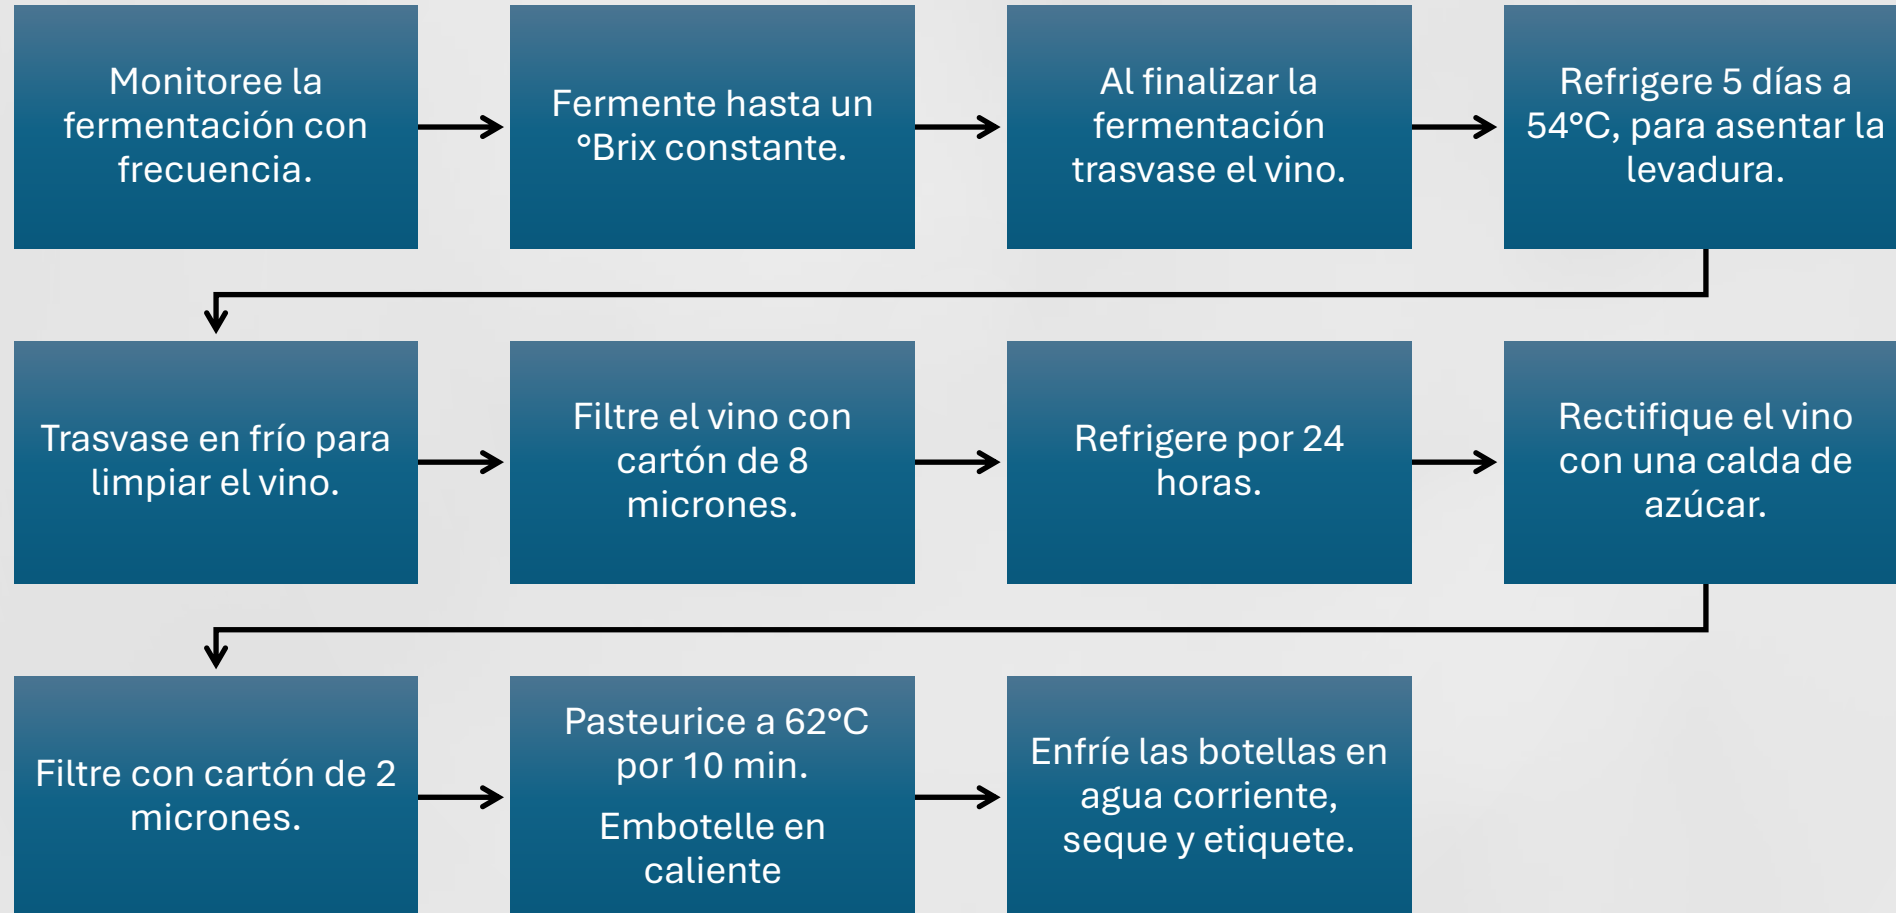 Monitoree la
fermentación con
frecuencia.
Fermente hasta un
°Brix constante.
Al finalizar la
fermentación
trasvase el vino.
Refrigere 5 días a
54°C, para asentar la
levadura.
Trasvase en frío para
limpiar el vino.
Filtre el vino con
cartón de 8
micrones.
Refrigere por 24
horas.
Rectifique el vino
con una calda de
azúcar.
Filtre con cartón de 2
micrones.
Pasteurice a 62°C
por 10 min.
Embotelle en
caliente
Enfríe las botellas en
agua corriente,
seque y etiquete.